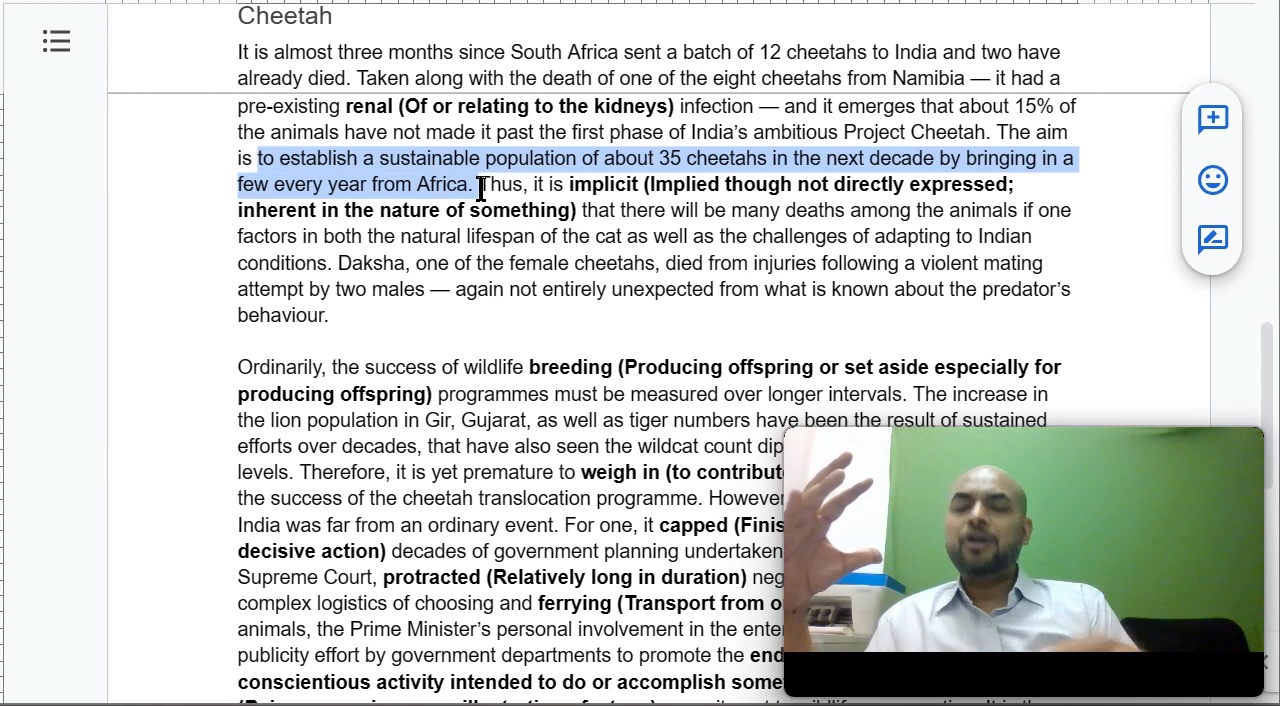 Cheetah
It is almost three months since South Africa sent a batch of 12 cheetahs to India and two have
already died. Taken along with the death of one of the eight cheetahs from Namibia — it had a
pre-existing renal (Of or relating to the kidneys) infection — and it emerges that about 15% of
the animals have not made it past the first phase of India’s ambitious Project Cheetah. The aim
is to establish a sustainable population of about 35 cheetahs in the next decade by bringing in a
few every year from Africa. Thus, it is implicit (Implied though not directly expressed;
inherent in the nature of something) that there will be many deaths among the animals if one
factors in both the natural lifespan of the cat as well as the challenges of adapting to Indian
conditions. Daksha, one of the female cheetahs, died from injuries following a violent mating
attempt by two males — again not entirely unexpected from what is known about the predator’s
behaviour.
Ordinarily, the success of wildlife breeding (Producing offspring or set aside especially for
producing offspring) programmes must be measured over longer intervals. The increase in
the lion population in Gir, Gujarat, as well as tiger numbers have been the result of sustained
efforts over decades, that have also seen the wildcat count dip
levels. Therefore, it is yet premature to weigh in (to contribut
the success of the cheetah translocation programme. However
India was far from an ordinary event. For one, it capped (Finis
decisive action) decades of government planning undertaken
Supreme Court, protracted (Relatively long in duration) neg
complex logistics of choosing and ferrying (Transport from o
animals, the Prime Minister’s personal involvement in the enter
publicity effort by government departments to promote the end
conscientious activity intended to do or accomplish some